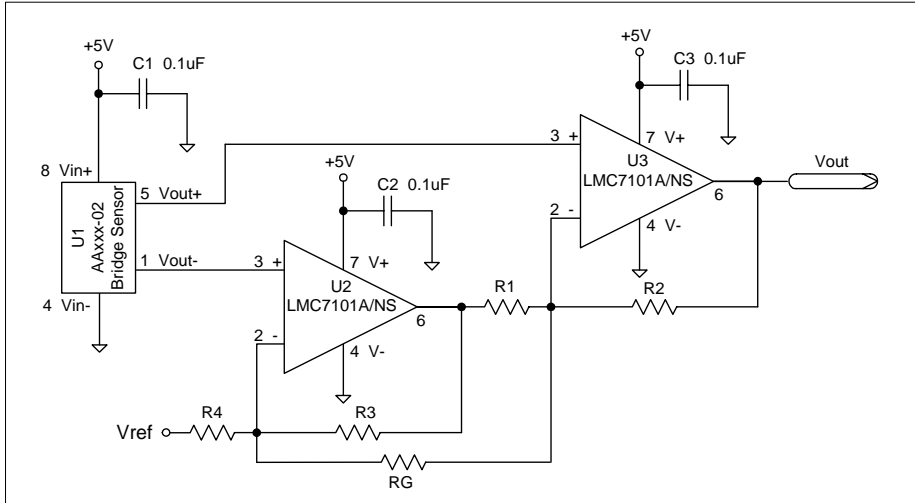 +5V
C1 0.1uF
8 Vin+
U1
AAxxx-02
Bridge Sensor
5 Vout+
1 Vout-
4 Vin-
+5V
C2 0.1uF
3 +
7 V+
U2
LMC7101A/NS
6
2 -
4 V-
+5V
C3 0.1uF
3 +
7 V+
U3
LMC7101A/NS
6
2 -
4 V-
Vout
R1
R2
Vref
R4
R3
RG